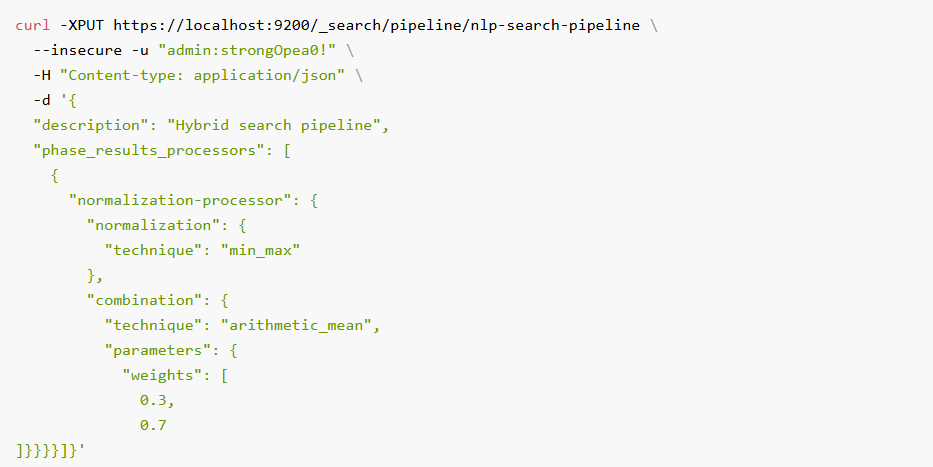 curl -XPUT https://localhost:9200/_search/pipeline/nlp-search-pipeline \
  --insecure -u "admin:strongOpea0!" \
  -H "Content-type: application/json" \
  -d '{
  "description": "Hybrid search pipeline",
  "phase_results_processors": [
    {
      "normalization-processor": {
        "normalization": {
          "technique": "min_max"
        },
        "combination": {
          "technique": "arithmetic_mean",
          "parameters": {
            "weights": [
              0.3,
              0.7
]}}}}]}'